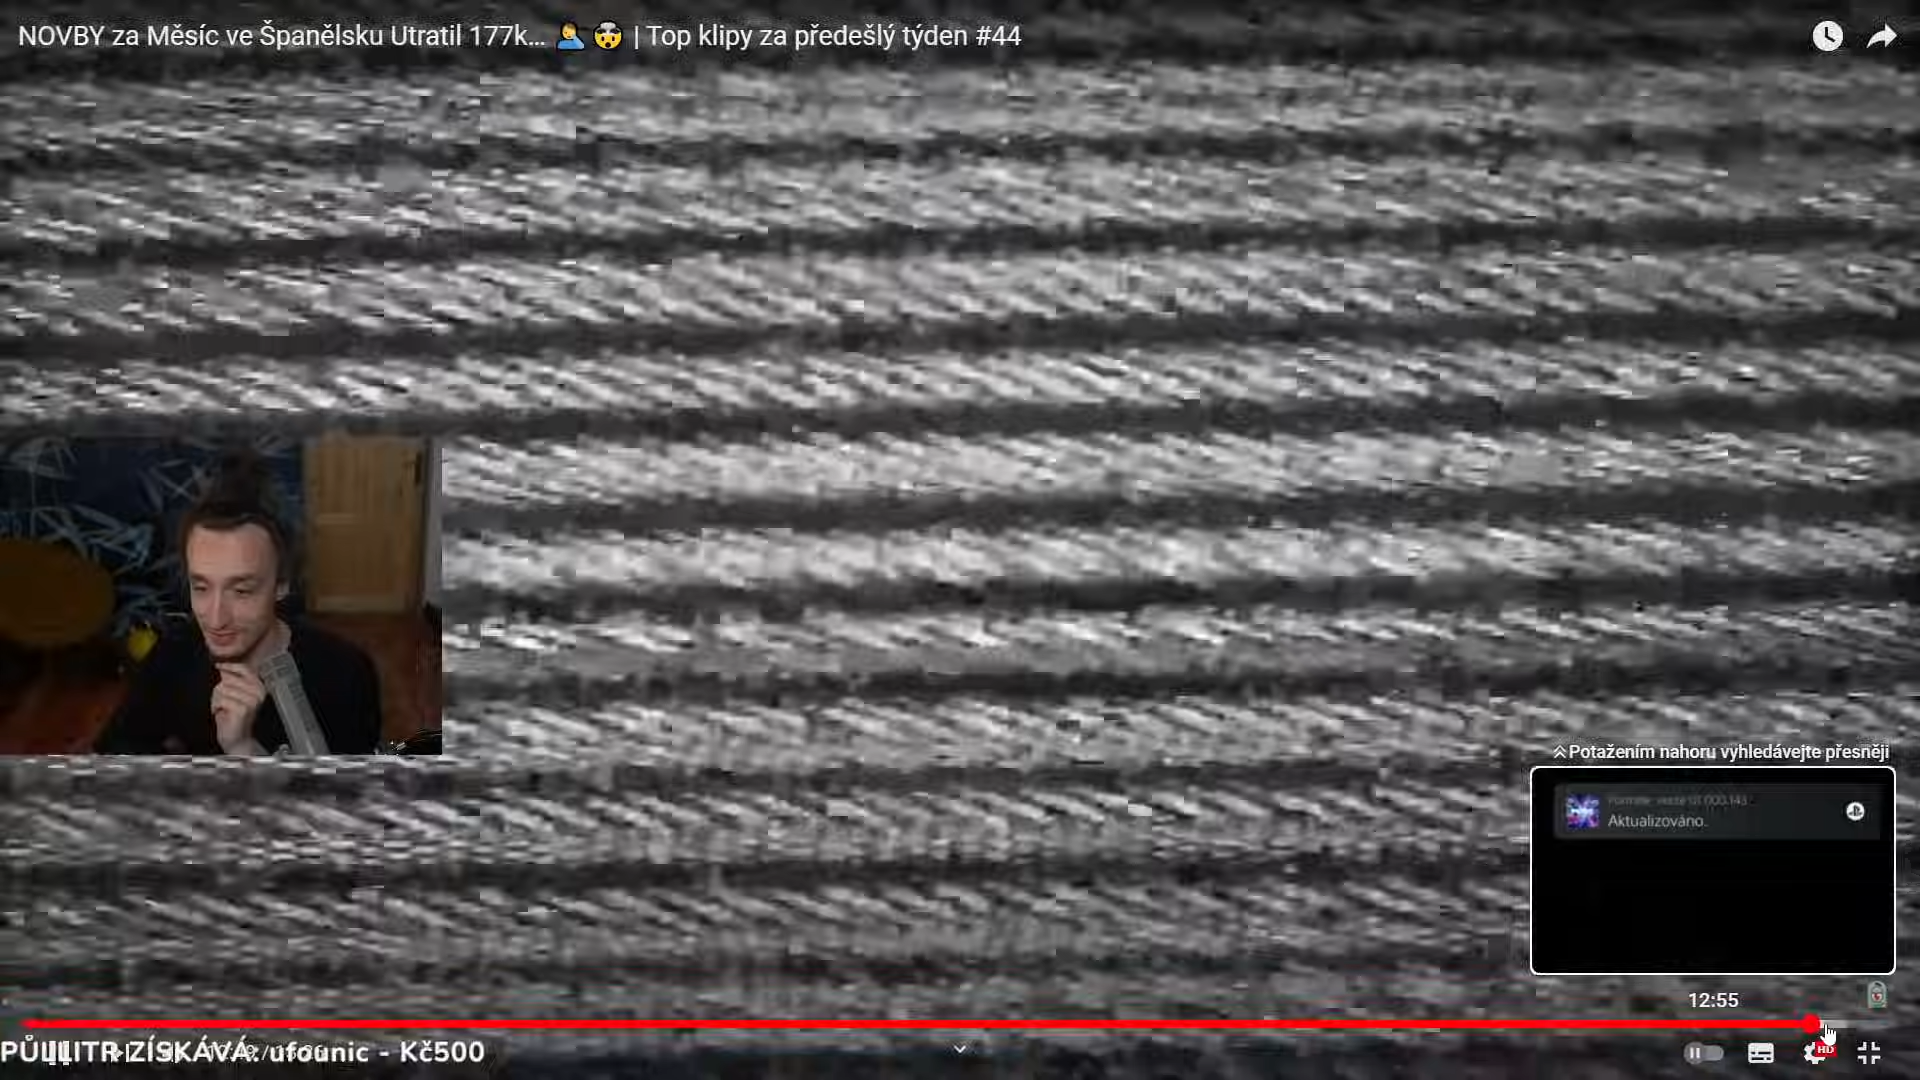 NOVBY za Měsíc ve Španělsku Utratil 177k... 🤦‍♂️ 🤯 | Top klipy za předešlý týden #44
Potažením nahoru vyhledávejte přesněji
Aktualizováno.
12:55
PŮLLITR ZÍSKÁVÁ: ufounic - Kč500
HD